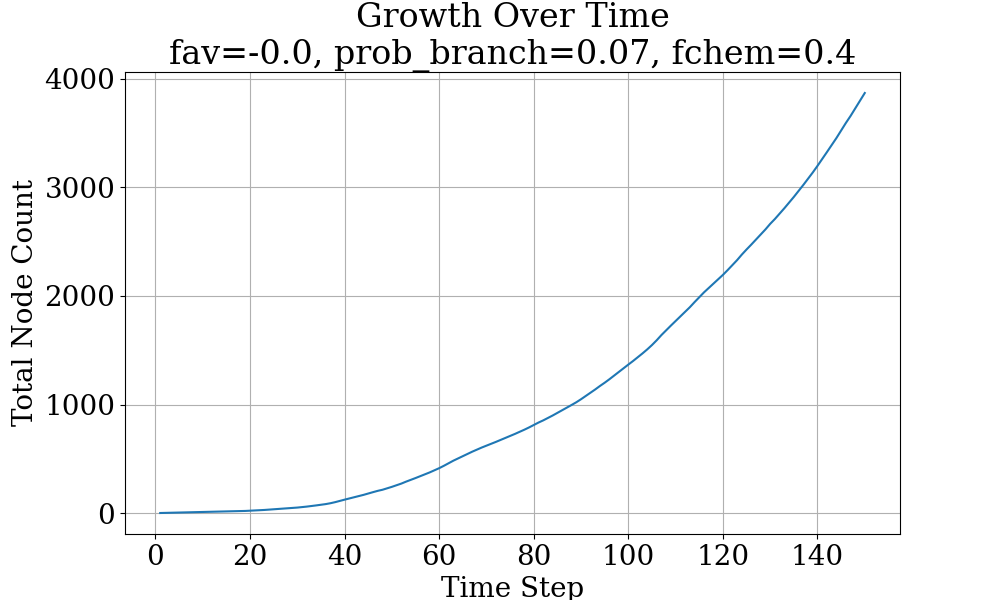 Growth Over Time
fav=-0.0, prob_branch=0.07, fchem=0.4
Total Node Count
4000
3000
2000
1000
0
0 20 40 60 80 100 120 140
Time Step